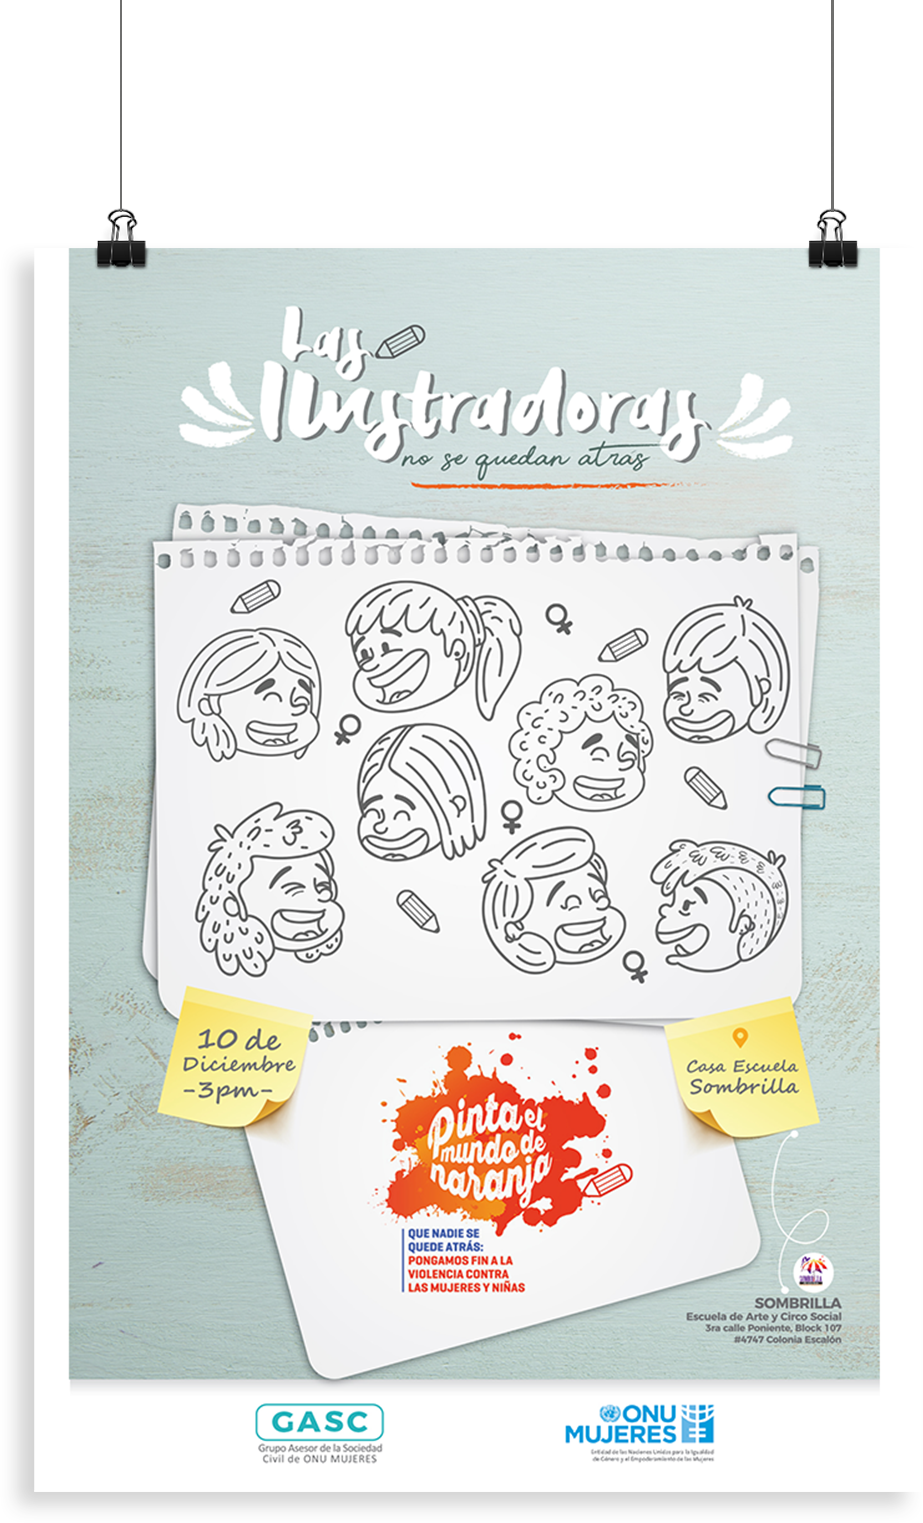 Las
Ilustradoras
no se quedan atrás
10 de
Diciembre
-3pm-
Casa Escuela
Sombrilla
Pinta el
mundo de
naranja
QUE NADIE SE
QUEDE ATRÁS:
PONGAMOS FIN A LA
VIOLENCIA CONTRA
LAS MUJERES Y NIÑAS
SOMBRILLA
SOMBRILLA
Escuela de Arte y Circo Social
3ra calle Poniente, Block 107
#4747 Colonia Escalón
GASC
Grupo Asesor de la Sociedad
Civil de ONU MUJERES
ONU
MUJERES
Entidad de las Naciones Unidas para la Igualdad
de Género y el Empoderamiento de las Mujeres